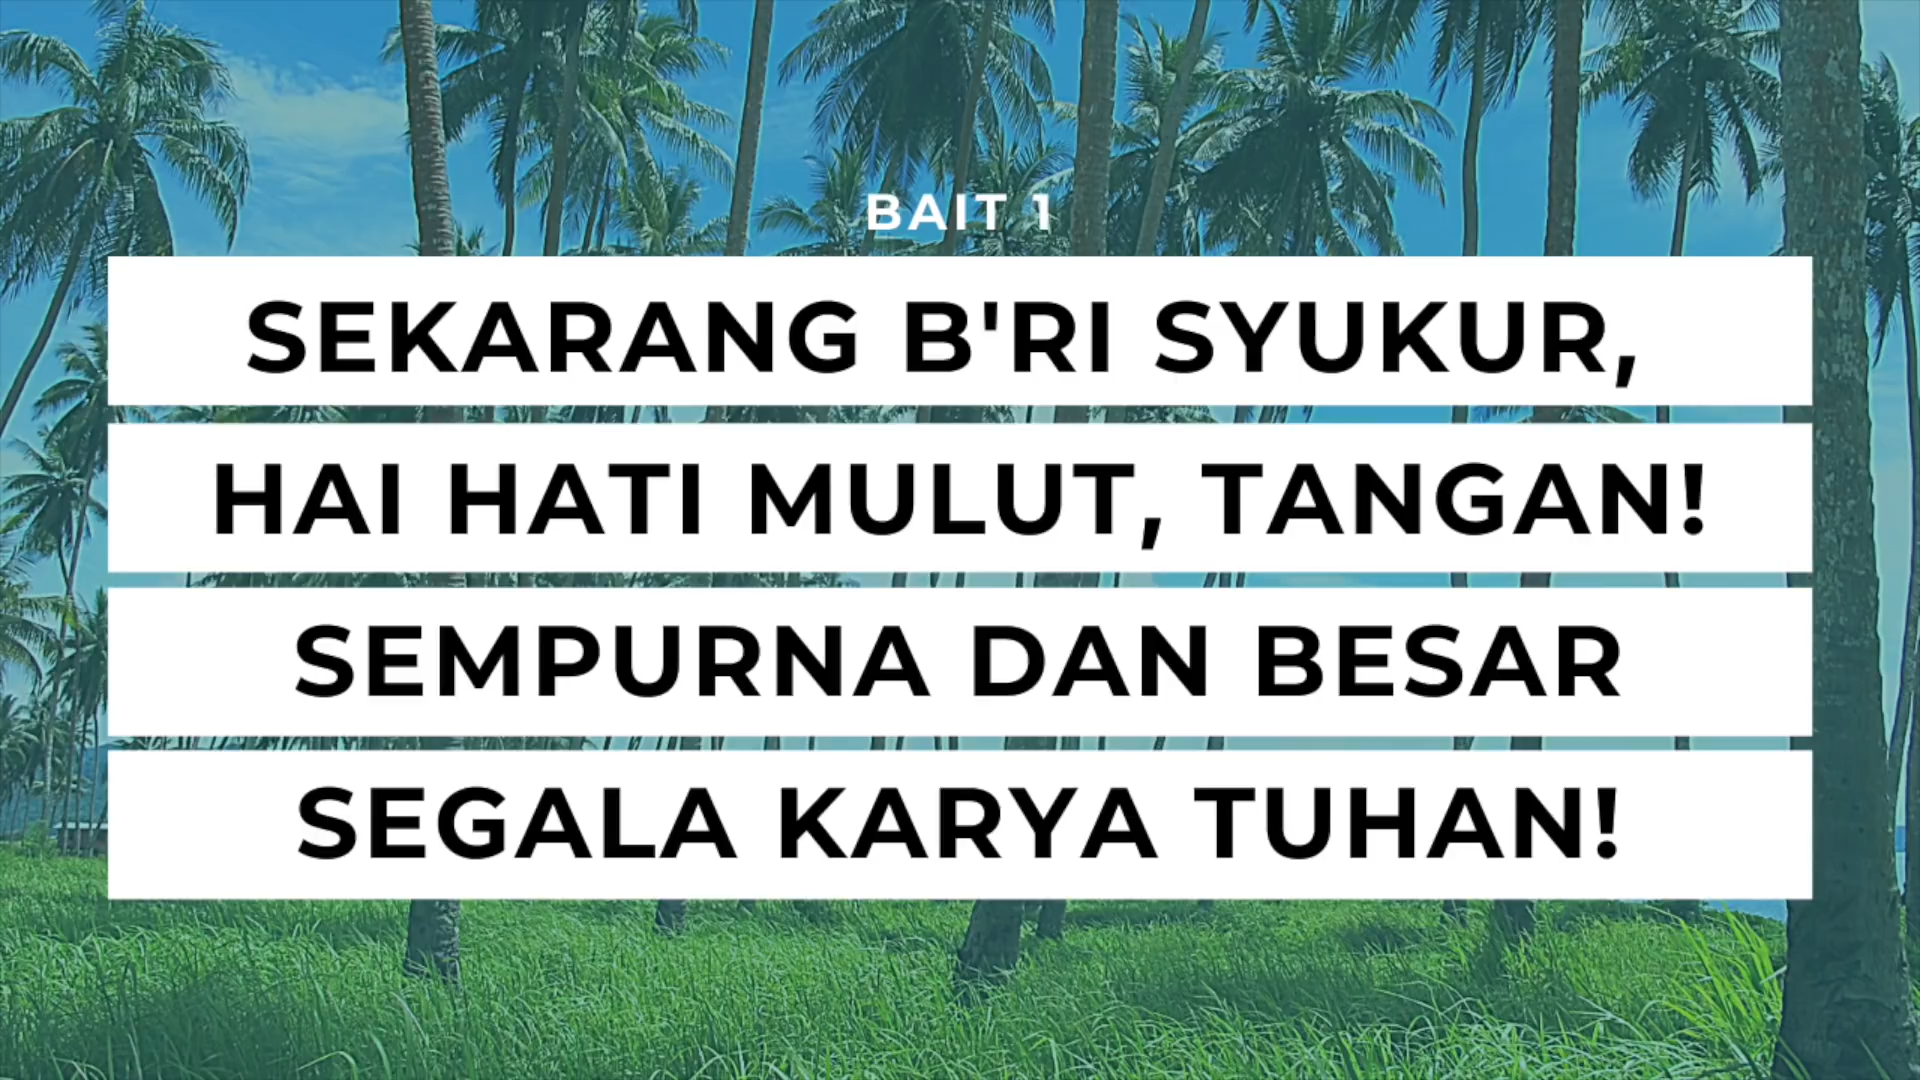 BAIT 1
SEKARANG B'RI SYUKUR,
HAI HATI MULUT, TANGAN!
SEMPURNA DAN BESAR
SEGALA KARYA TUHAN!